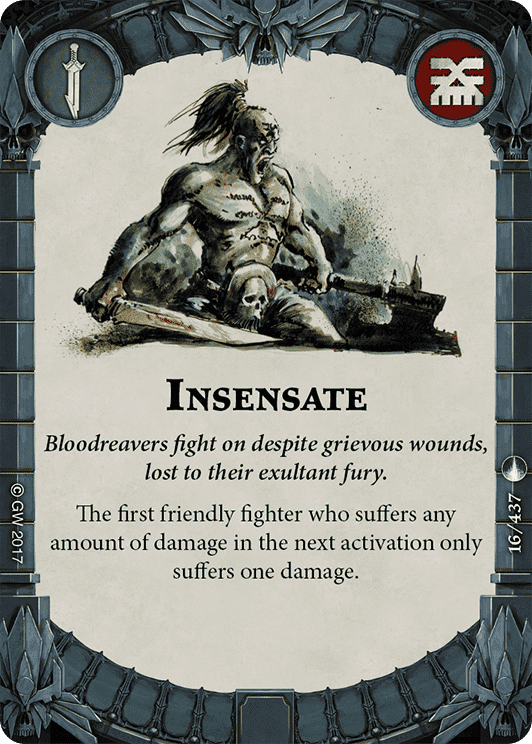 INSENSATE
Bloodreavers fight on despite grievous wounds,
lost to their exultant fury.
The first friendly fighter who suffers any
amount of damage in the next activation only
suffers one damage.
© GW 2017
16/437